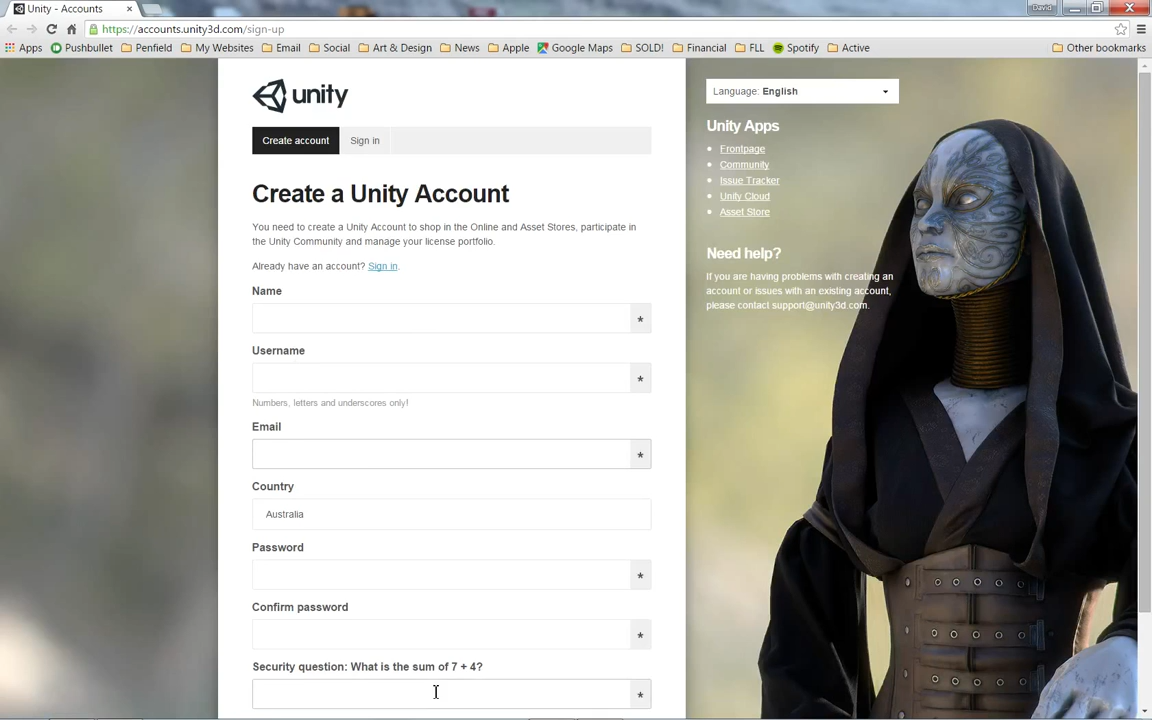 Unity - Accounts
David
https://accounts.unity3d.com/sign-up
Apps Pushbullet Penfield My Websites Email Social Art & Design News Apple Google Maps SOLD! Financial FLL Spotify Active Other bookmarks
unity
Language: English
Create account Sign in
Unity Apps
Frontpage
Community
Issue Tracker
Unity Cloud
Asset Store
Create a Unity Account
You need to create a Unity Account to shop in the Online and Asset Stores, participate in
the Unity Community and manage your license portfolio.
Already have an account? Sign in.
Need help?
If you are having problems with creating an
account or issues with an existing account,
please contact support@unity3d.com.
Name
*
Username
*
Numbers, letters and underscores only!
Email
*
Country
Australia
Password
*
Confirm password
*
Security question: What is the sum of 7 + 4?
*